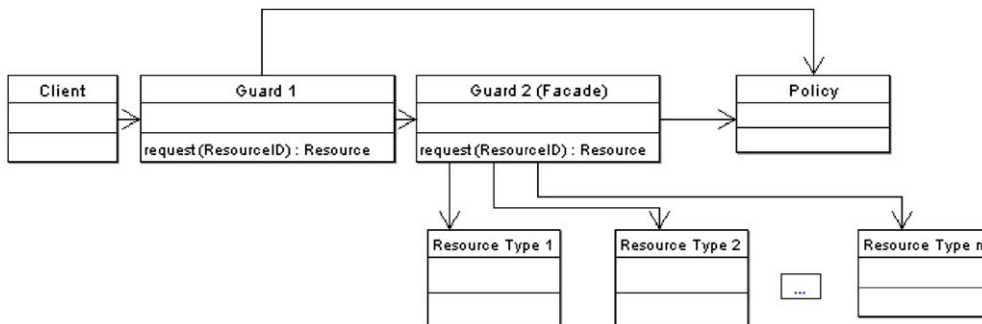 Client
Guard 1
Guard 2 (Facade)
Policy
request(ResourceID) : Resource
request(ResourceID) : Resource
Resource Type 1
Resource Type 2
Resource Type n
...